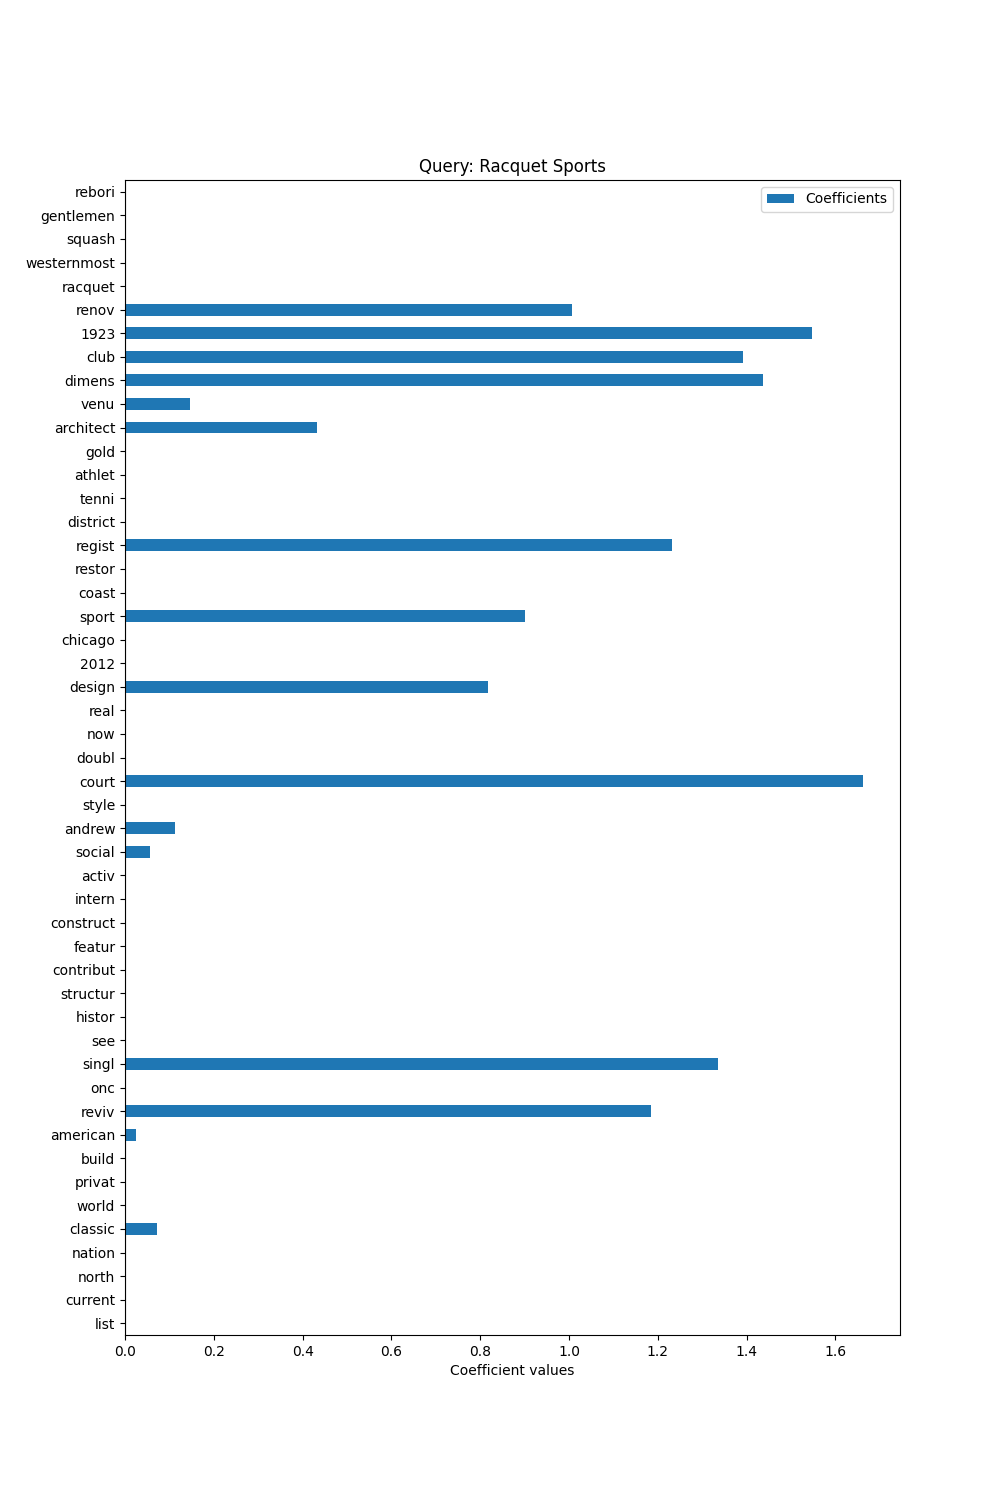 Query: Racquet Sports
Coefficients
rebori
gentlemen
squash
westernmost
racquet
renov
1923
club
dimens
venu
architect
gold
athlet
tenni
district
regist
restor
coast
sport
chicago
2012
design
real
now
doubl
court
style
andrew
social
activ
intern
construct
featur
contribut
structur
histor
see
singl
onc
reviv
american
build
privat
world
classic
nation
north
current
list
0.0 0.2 0.4 0.6 0.8 1.0 1.2 1.4 1.6
Coefficient values